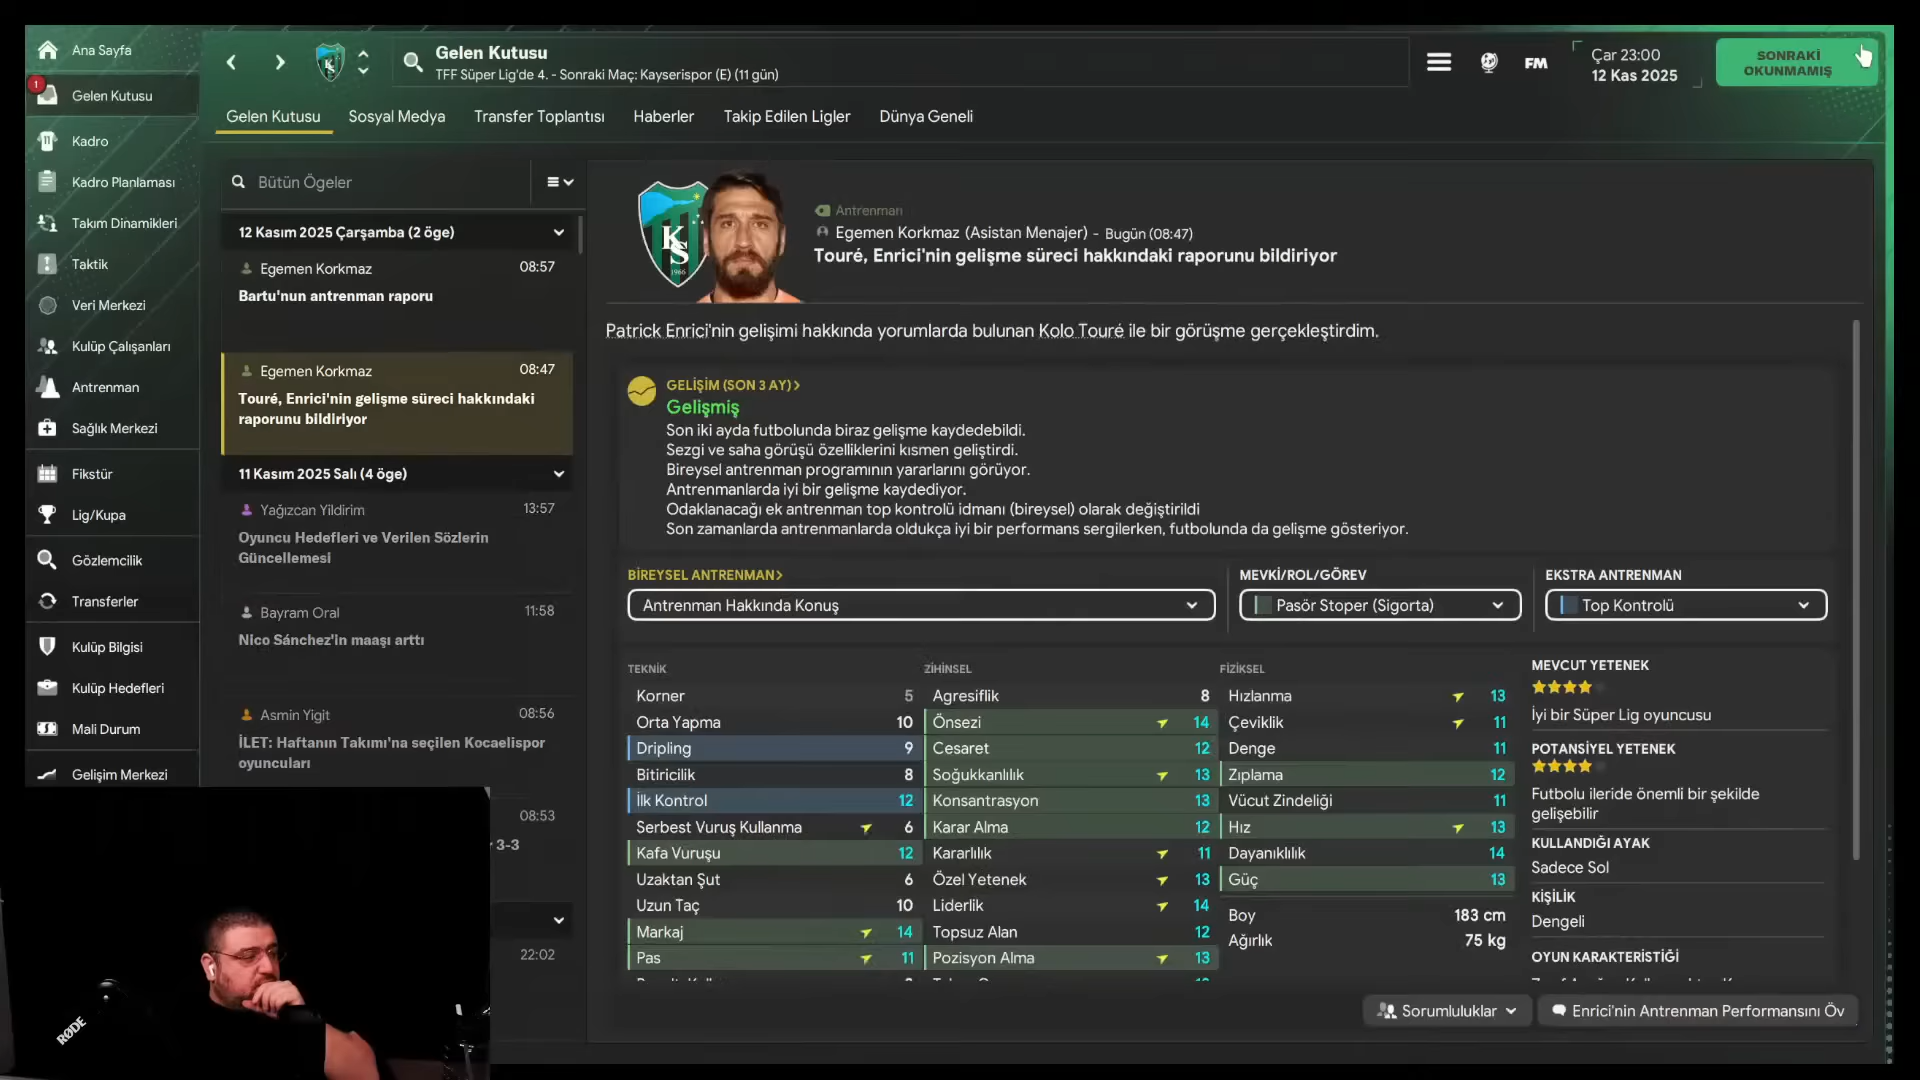 Ana Sayfa
1
Gelen Kutusu
Kadro
Kadro Planlaması
Takım Dinamikleri
Taktik
Veri Merkezi
Kulüp Çalışanları
Antrenman
Sağlık Merkezi
Fikstür
Lig/Kupa
Gözlemcilik
Transferler
Kulüp Bilgisi
Kulüp Hedefleri
Mali Durum
Gelişim Merkezi
Gelen Kutusu
TFF Süper Lig'de 4. - Sonraki Maç: Kayserispor (E) (11 gün)
FM
Çar 23:00
12 Kas 2025
SONRAKİ
OKUNMAMIŞ
Gelen Kutusu
Sosyal Medya
Transfer Toplantısı
Haberler
Takip Edilen Ligler
Dünya Geneli
Bütün Ögeler
12 Kasım 2025 Çarşamba (2 öge)
Egemen Korkmaz 08:57
Bartu'nun antrenman raporu
Egemen Korkmaz 08:47
Touré, Enrici'nin gelişme süreci hakkındaki
raporunu bildiriyor
11 Kasım 2025 Salı (4 öge)
Yağızcan Yildirim 13:57
Oyuncu Hedefleri ve Verilen Sözlerin
Güncellemesi
Bayram Oral 11:58
Nico Sánchez'in maaşı arttı
Asmin Yigit 08:56
İLET: Haftanın Takımı'na seçilen Kocaelispor
oyuncuları
08:53
3-3
22:02
KS
1966
Antrenman
Egemen Korkmaz (Asistan Menajer) - Bugün (08:47)
Touré, Enrici'nin gelişme süreci hakkındaki raporunu bildiriyor
Patrick Enrici'nin gelişimi hakkında yorumlarda bulunan Kolo Touré ile bir görüşme gerçekleştirdim.
GELİŞİM (SON 3 AY)>
Gelişmiş
Son iki ayda futbolunda biraz gelişme kaydedebildi.
Sezgi ve saha görüşü özelliklerini kısmen geliştirdi.
Bireysel antrenman programının yararlarını görüyor.
Antrenmanlarda iyi bir gelişme kaydediyor.
Odaklanacağı ek antrenman top kontrolü idmanı (bireysel) olarak değiştirildi
Son zamanlarda antrenmanlarda oldukça iyi bir performans sergilerken, futbolunda da gelişme gösteriyor.
BİREYSEL ANTRENMAN>
Antrenman Hakkında Konuş
MEVKİ/ROL/GÖREV
Pasör Stoper (Sigorta)
EKSTRA ANTRENMAN
Top Kontrolü
TEKNİK
Korner 5
Orta Yapma 10
Dripling 9
Bitiricilik 8
İlk Kontrol 12
Serbest Vuruş Kullanma 6
Kafa Vuruşu 12
Uzaktan Şut 6
Uzun Taç 10
Markaj 14
Pas 11
ZİHİNSEL
Agresiflik 8
Önsezi 14
Cesaret 12
Soğukkanlılık 13
Konsantrasyon 13
Karar Alma 12
Kararlılık 11
Özel Yetenek 13
Liderlik 14
Topsuz Alan 12
Pozisyon Alma 13
FİZİKSEL
Hızlanma 13
Çeviklik 11
Denge 11
Zıplama 12
Vücut Zindeliği 11
Hız 13
Dayanıklılık 14
Güç 13
Boy 183 cm
Ağırlık 75 kg
MEVCUT YETENEK
İyi bir Süper Lig oyuncusu
POTANSİYEL YETENEK
Futbolu ileride önemli bir şekilde
gelişebilir
KULLANDIĞI AYAK
Sadece Sol
KİŞİLİK
Dengeli
OYUN KARAKTERİSTİĞİ
Sorumluluklar
Enrici'nin Antrenman Performansını Öv
RØDE